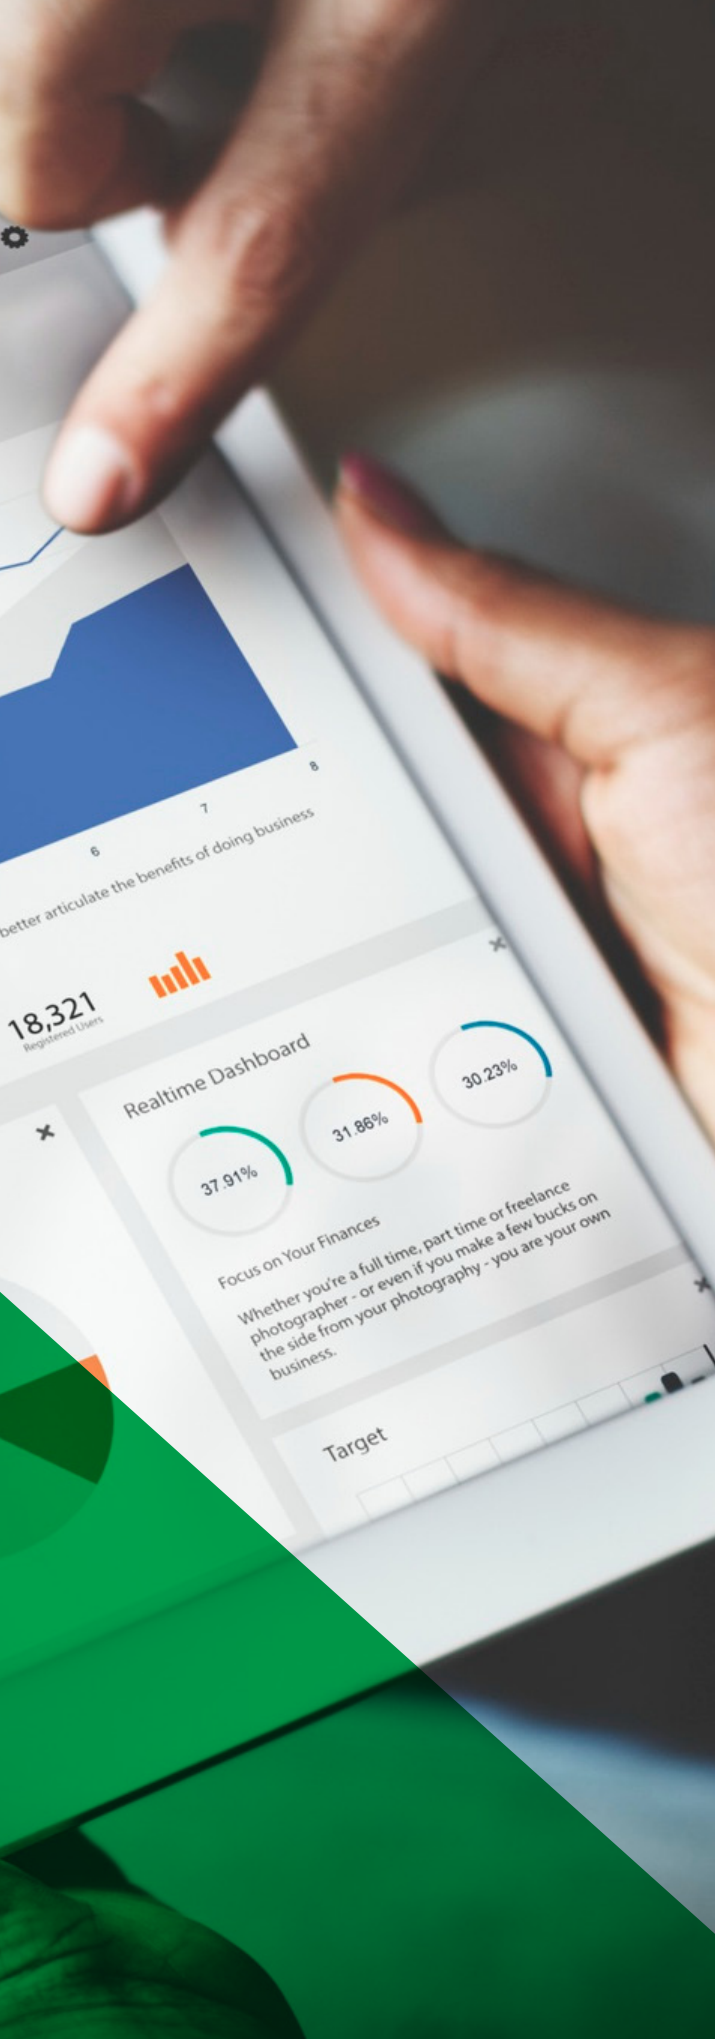 6
7
8
better articulate the benefits of doing business
18,321
Registered Users
Realtime Dashboard
37.91%
31.86%
30.23%
Focus on Your Finances
Whether you're a full time, part time or freelance
photographer - or even if you make a few bucks on
the side from your photography - you are your own
business.
Target